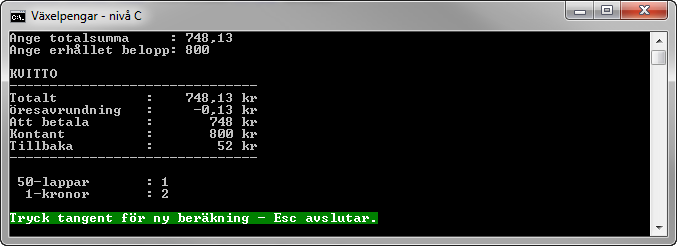 Växelpengar - nivå C
Ange totalsumma     : 748,13
Ange erhållet belopp: 800
KVITTO
-------------------------------
Totalt           :    748,13 kr
Öresavrundning   :     -0,13 kr
Att betala       :       748 kr
Kontant          :       800 kr
Tillbaka         :        52 kr
-------------------------------
 50-lappar       : 1
  1-kronor       : 2
Tryck tangent för ny beräkning - Esc avslutar.